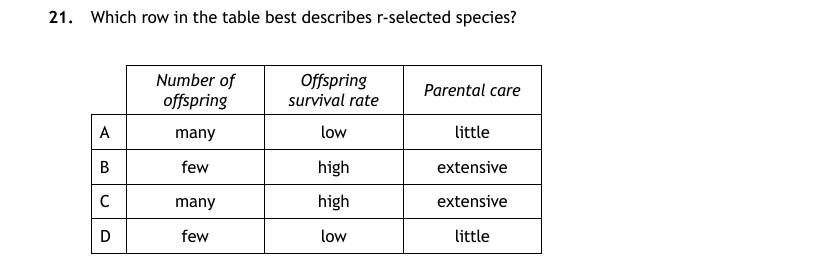 21. Which row in the table best describes r-selected species?
Number of offspring Offspring survival rate Parental care
A many low little
B few high extensive
C many high extensive
D few low little